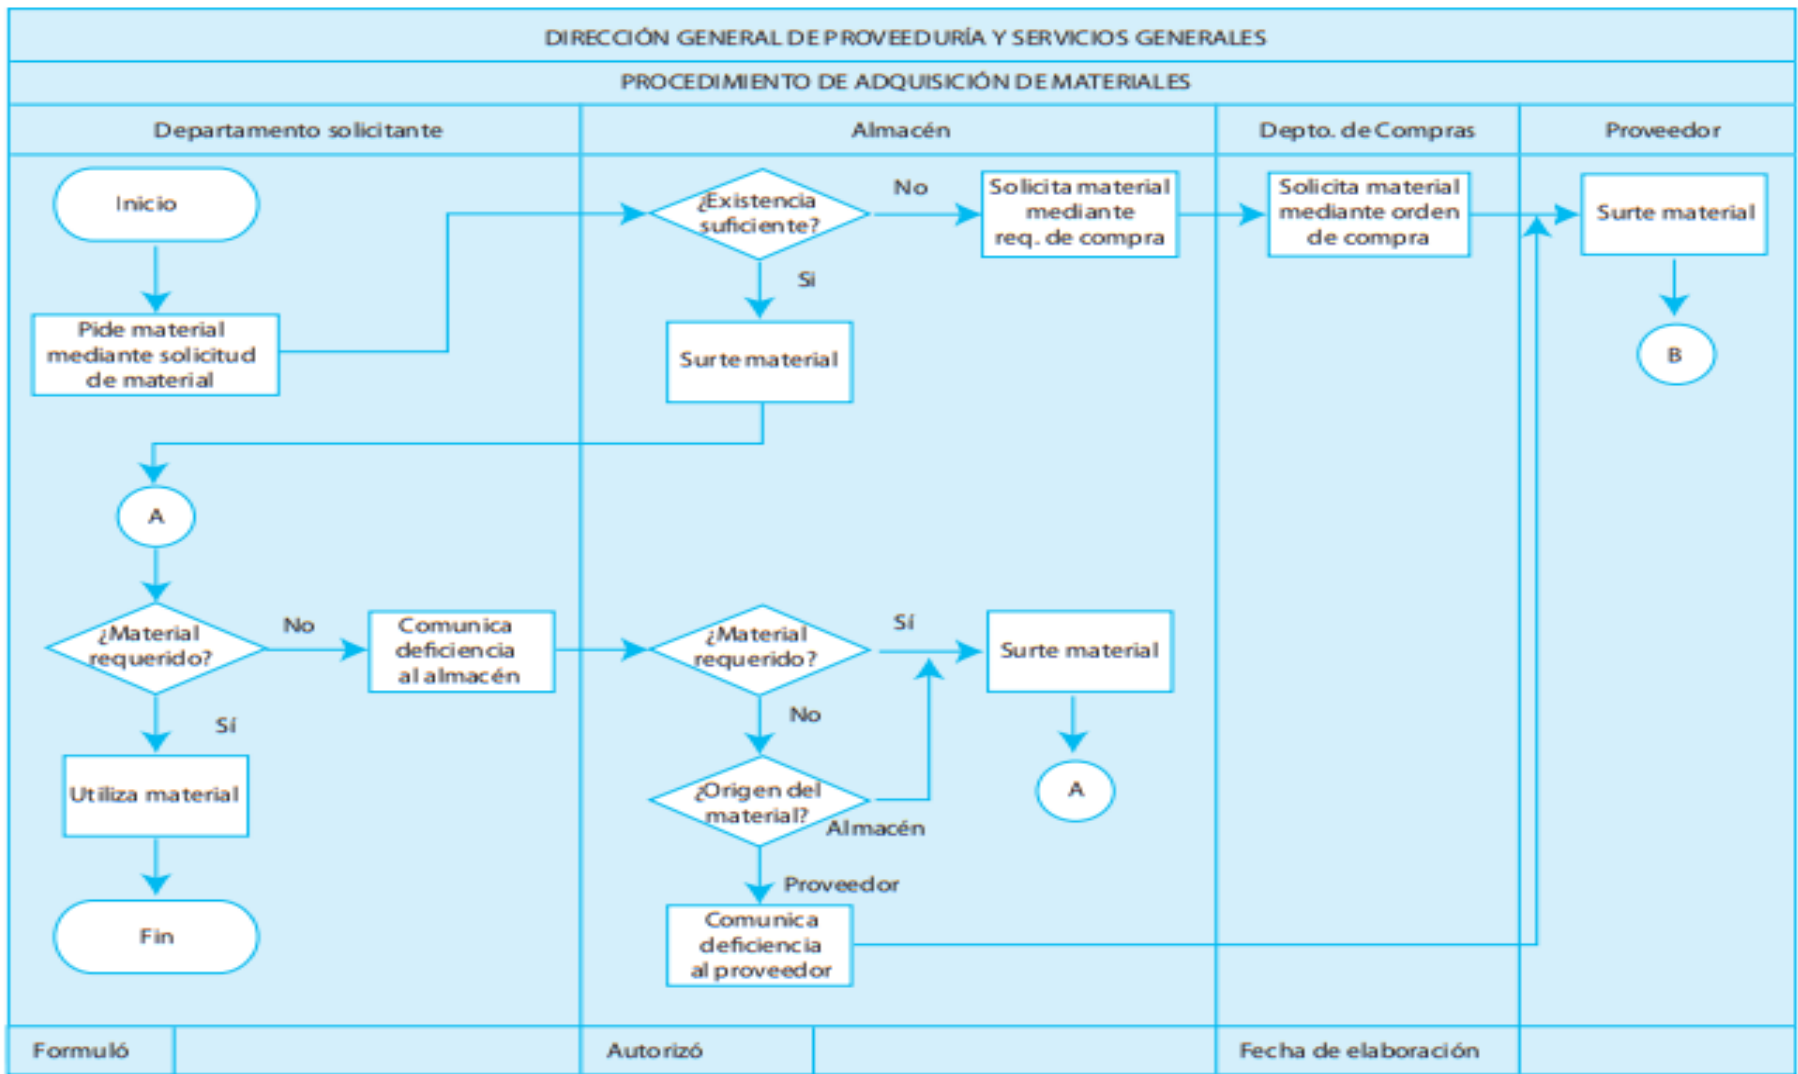 DIRECCIÓN GENERAL DE PROVEEDURÍA Y SERVICIOS GENERALES
PROCEDIMIENTO DE ADQUISICIÓN DE MATERIALES
Departamento solicitante
Almacén
Depto. de Compras
Proveedor
Inicio
¿Existencia
suficiente?
No
Solicita material
mediante
req. de compra
Solicita material
mediante orden
de compra
Surte material
Si
Pide material
mediante solicitud
de material
Surte material
B
A
¿Material
requerido?
No
Comunica
deficiencia
al almacén
¿Material
requerido?
Sí
Surte material
Sí
No
Utiliza material
¿Origen del
material?
Almacén
A
Proveedor
Fin
Comunica
deficiencia
al proveedor
Formuló
Autorizó
Fecha de elaboración